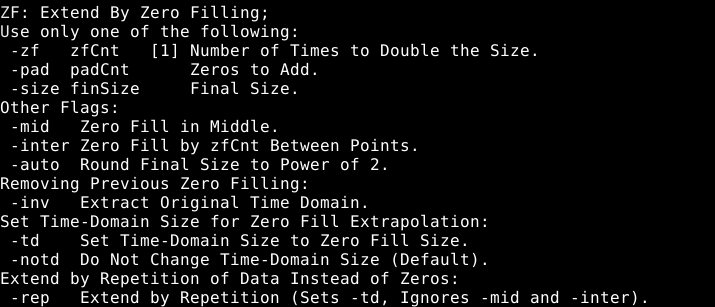 ZF: Extend By Zero Filling;
Use only one of the following:
 -zf   zfCnt   [1] Number of Times to Double the Size.
 -pad  padCnt      Zeros to Add.
 -size finSize     Final Size.
Other Flags:
 -mid   Zero Fill in Middle.
 -inter Zero Fill by zfCnt Between Points.
 -auto  Round Final Size to Power of 2.
Removing Previous Zero Filling:
 -inv   Extract Original Time Domain.
Set Time-Domain Size for Zero Fill Extrapolation:
 -td    Set Time-Domain Size to Zero Fill Size.
 -notd  Do Not Change Time-Domain Size (Default).
Extend by Repetition of Data Instead of Zeros:
 -rep   Extend by Repetition (Sets -td, Ignores -mid and -inter).